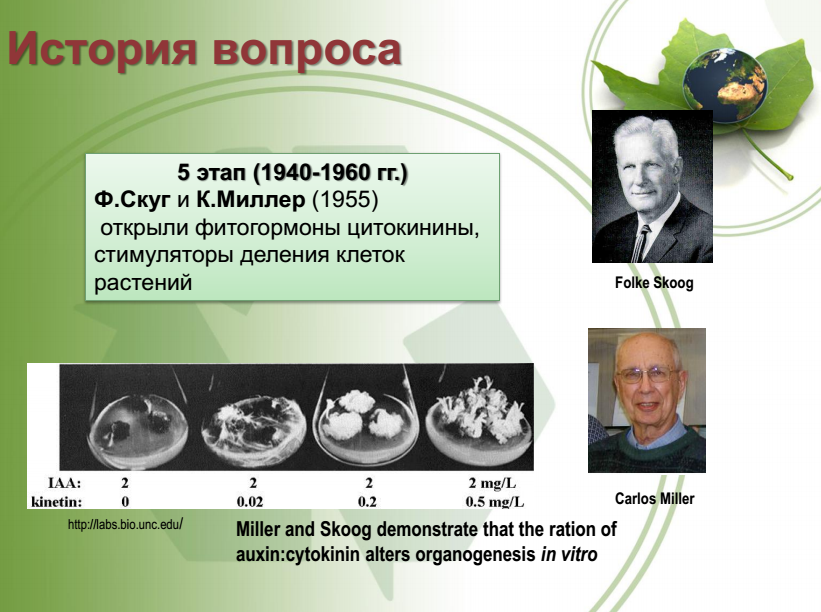 История вопроса
5 этап (1940-1960 гг.)
Ф.Скуг и К.Миллер (1955)
открыли фитогормоны цитокинины,
стимуляторы деления клеток
растений
Folke Skoog
IAA: 2 2 2 2 mg/L
kinetin: 0 0.02 0.2 0.5 mg/L
Carlos Miller
http://labs.bio.unc.edu/
Miller and Skoog demonstrate that the ration of
auxin:cytokinin alters organogenesis in vitro